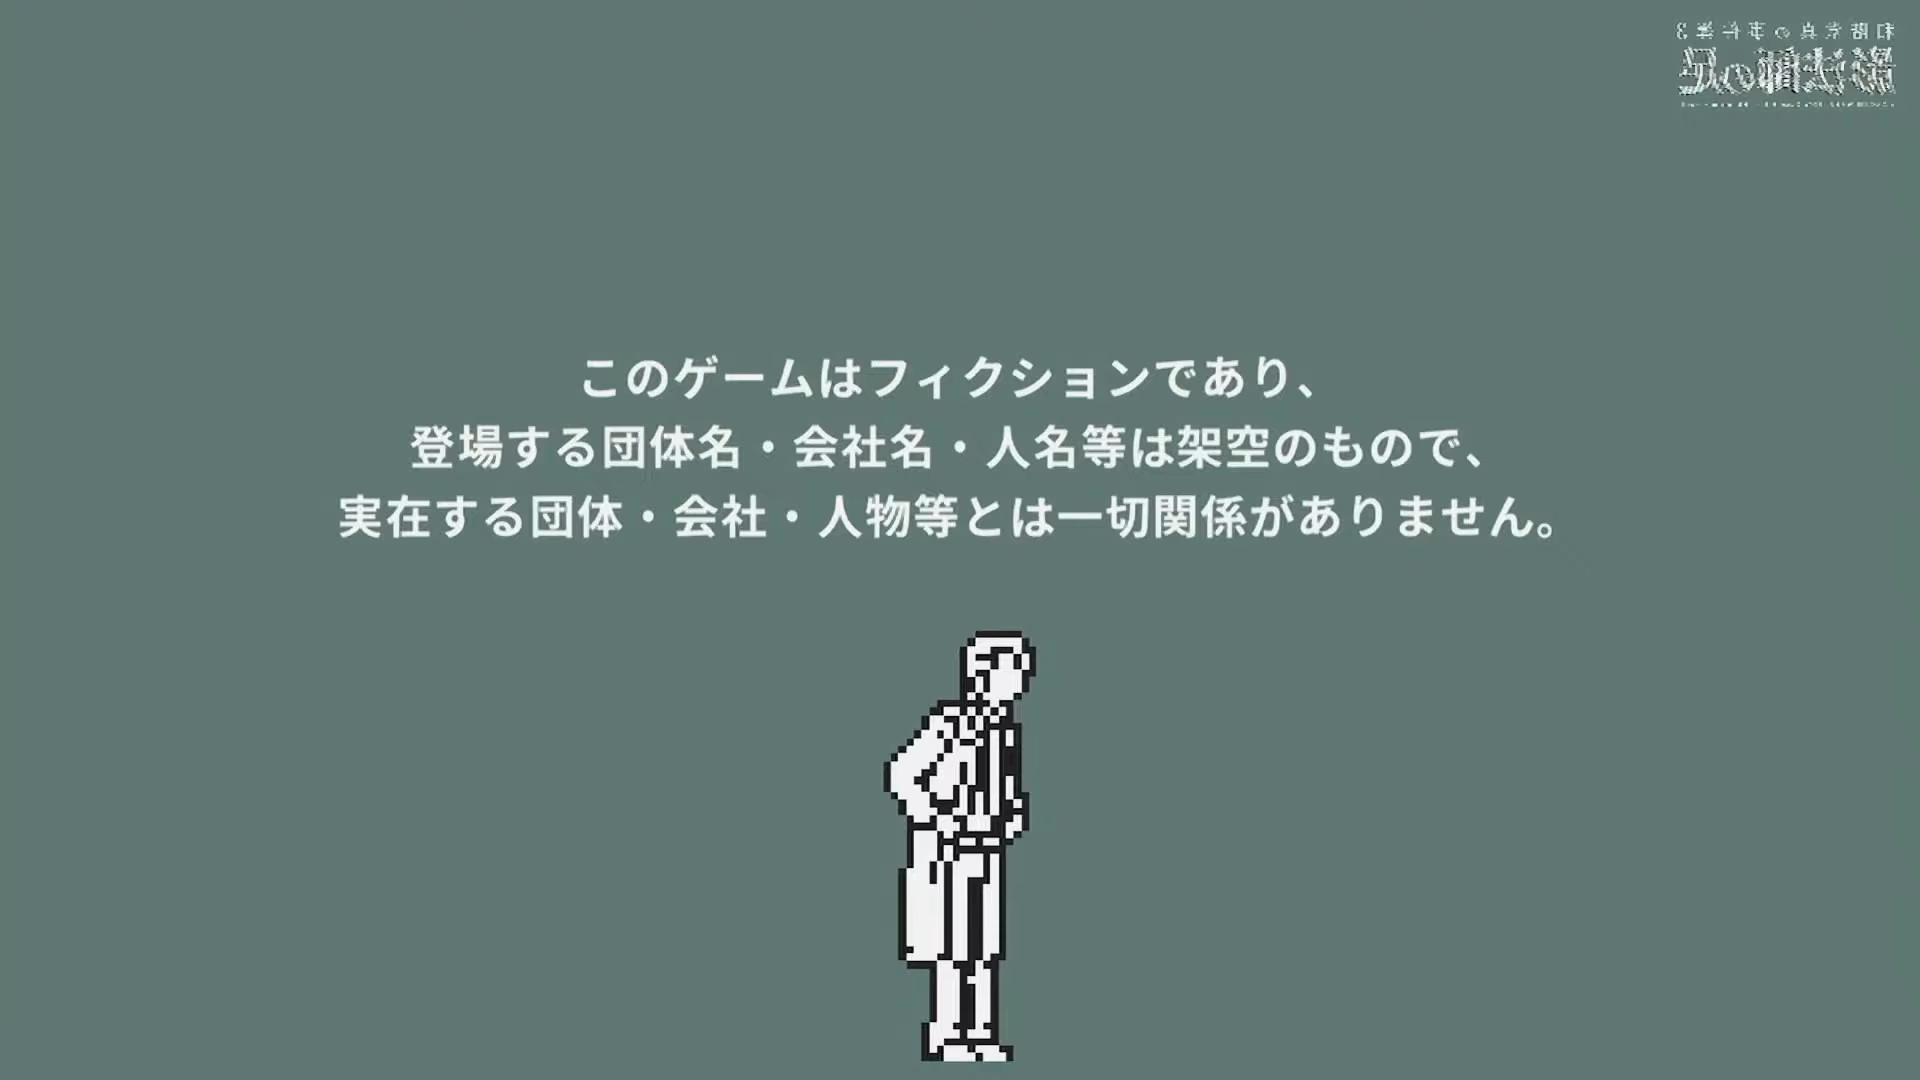 このゲームはフィクションであり、
登場する団体名・会社名・人名等は架空のもので、
実在する団体・会社・人物等とは一切関係がありません。